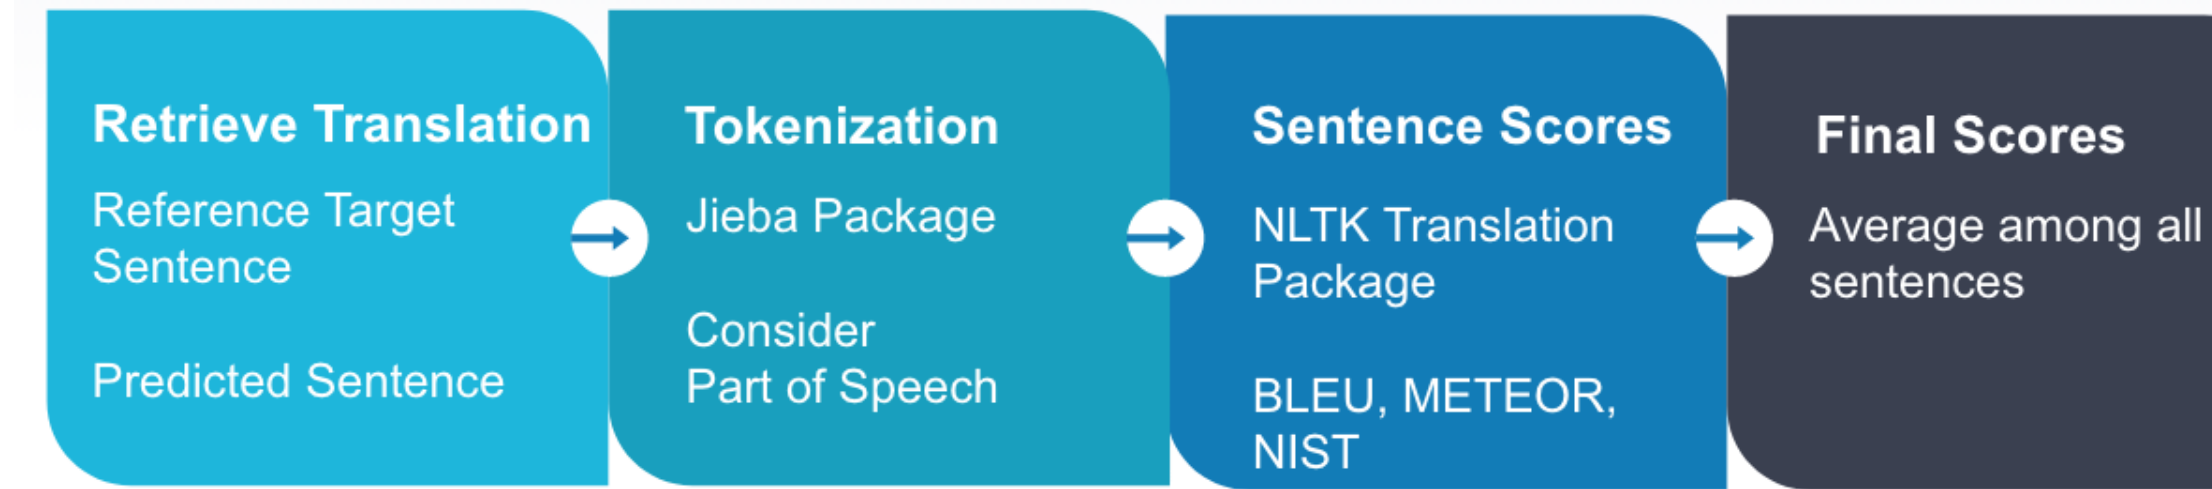 Retrieve Translation
Reference Target
Sentence
Predicted Sentence
Tokenization
Jieba Package
Consider
Part of Speech
Sentence Scores
NLTK Translation
Package
BLEU, METEOR,
NIST
Final Scores
Average among all
sentences